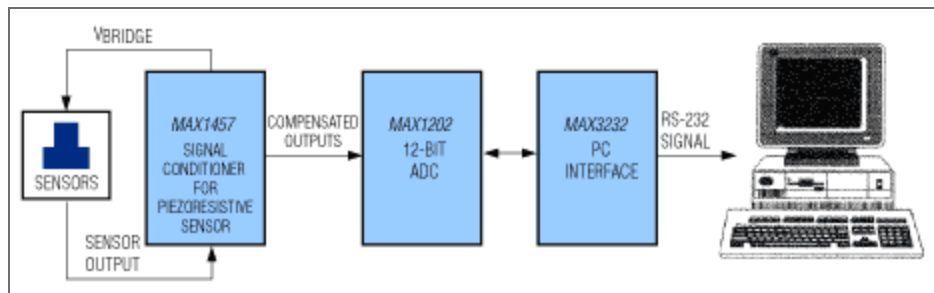 VBRIDGE
SENSORS
SENSOR
OUTPUT
MAX1457
SIGNAL
CONDITIONER
FOR
PIEZORESISTIVE
SENSOR
COMPENSATED
OUTPUTS
MAX1202
12-BIT
ADC
MAX3232
PC
INTERFACE
RS-232
SIGNAL